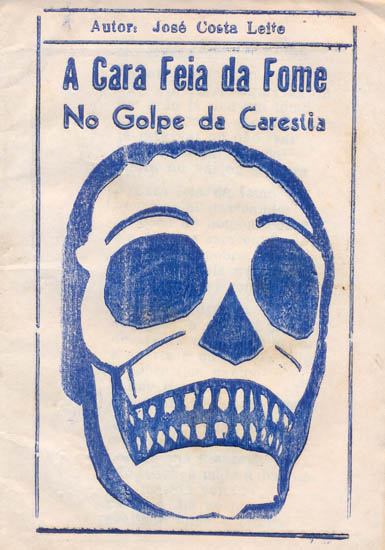 Autor: José Costa Leite
A Cara Feia da Fome
No Golpe da Carestia